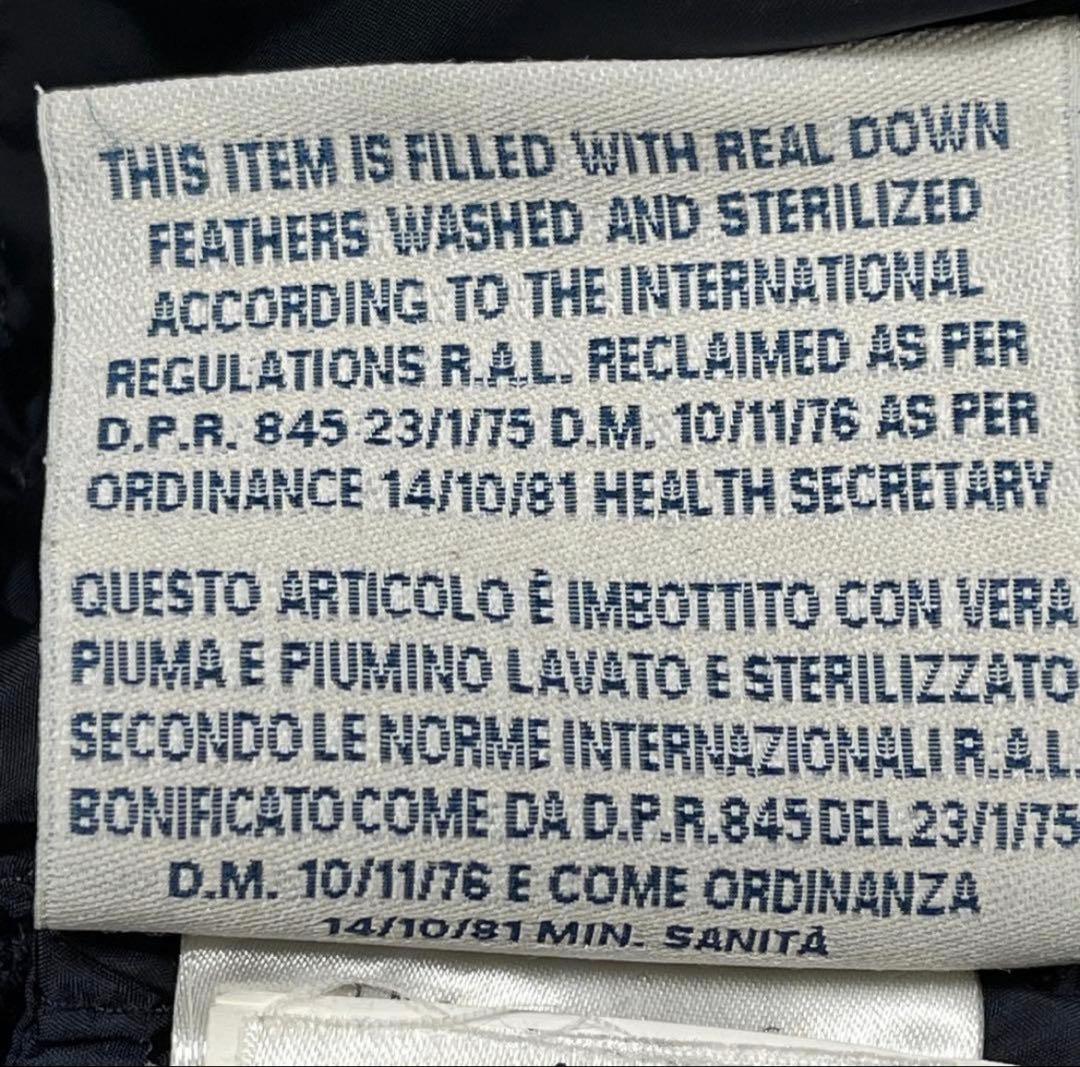 THIS ITEM IS FILLED WITH REAL DOWN
FEATHERS WASHED AND STERILIZED
ACCORDING TO THE INTERNATIONAL
REGULATIONS R.A.L. RECLAIMED AS PER
D.P.R. 845 23/1/75 D.M. 10/11/76 AS PER
ORDINANCE 14/10/81 HEALTH SECRETARY
QUESTO ARTICOLO È IMBOTTITO CON VERA
PIUMA E PIUMINO LAVATO E STERILIZZATO
SECONDO LE NORME INTERNAZIONALI R.A.L.
BONIFICATO COME DA D.P.R. 845 DEL 23/1/75
D.M. 10/11/76 E COME ORDINANZA
14/10/81 MIN. SANITÀ